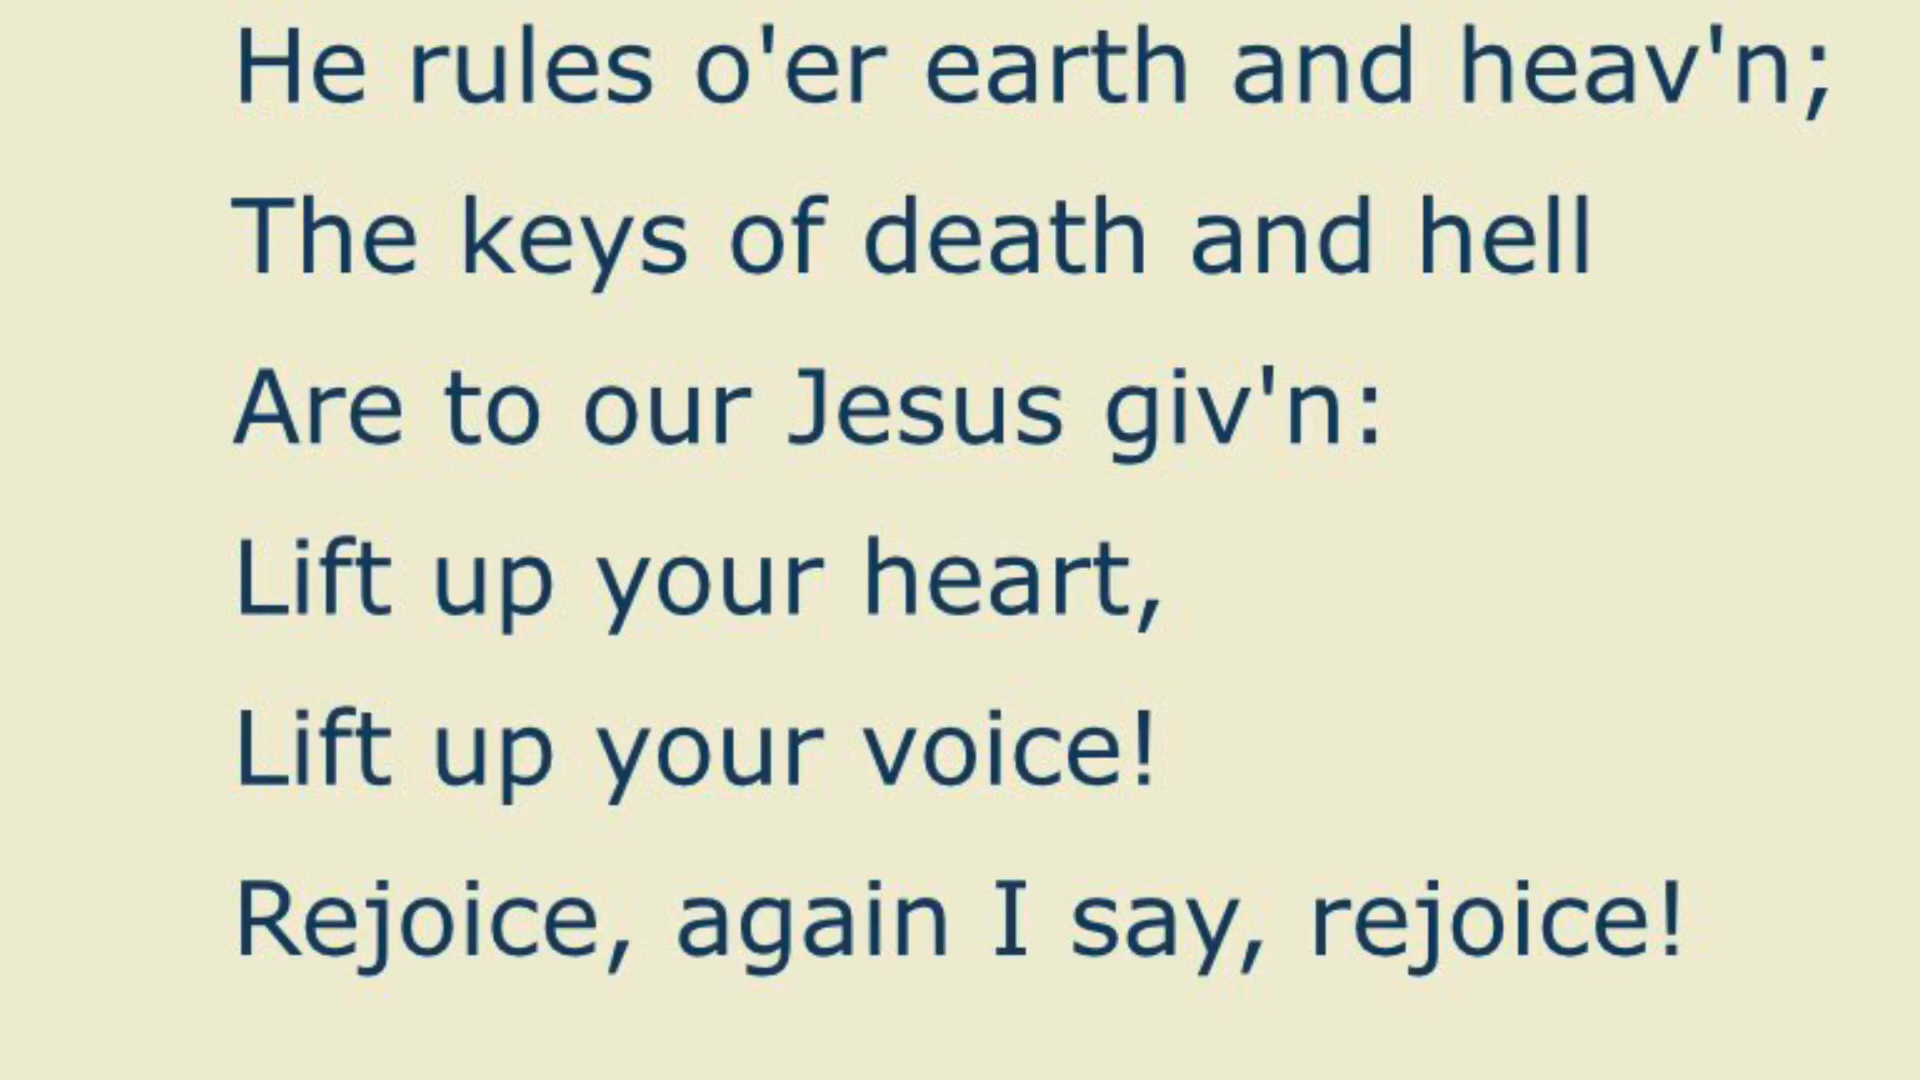 He rules o'er earth and heav'n;
The keys of death and hell
Are to our Jesus giv'n:
Lift up your heart,
Lift up your voice!
Rejoice, again I say, rejoice!